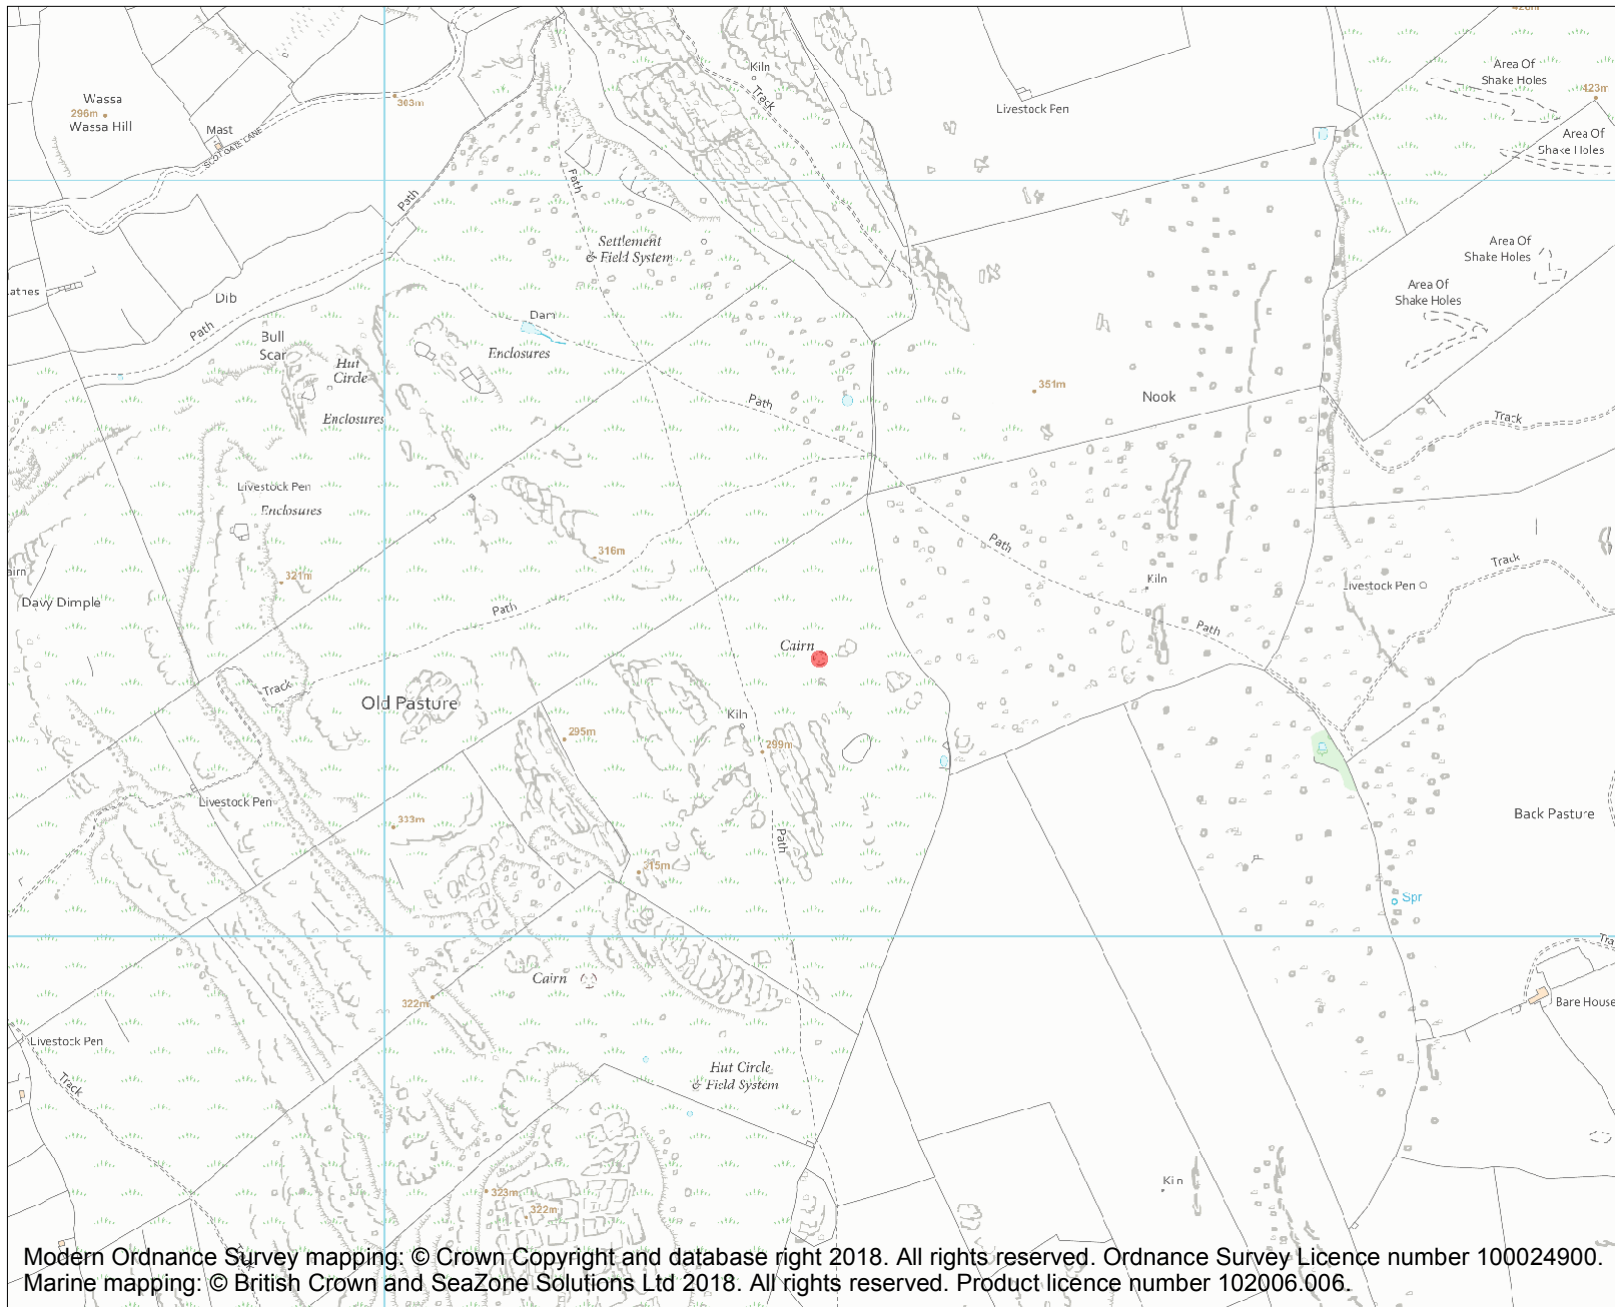 Kiln
Area Of
Shake Holes
Wassa
296m
Wassa Hill
363m
Track
Livestock Pen
423m
Mast
SCOT GATE LANE
Area Of
Shake Holes
Path
Path
Settlement
& Field System
Area Of
Shake Holes
Dib
Area Of
Shake Holes
Path
Bull
Scar
Dam
Hut
Circle
Enclosures
351m
Nook
Enclosures
Path
Track
Livestock Pen
Enclosures
Path
316m
321m
Kiln
Track
Livestock Pen
Davy Dimple
Path
Path
Cairn
Track
Old Pasture
Kiln
295m
299m
Livestock Pen
Back Pasture
313m
Path
315m
Spr
Cairn
322m
Bare House
Livestock Pen
Track
Hut Circle
& Field System
Kiln
323m
322m
Modern Ordnance Survey mapping: © Crown Copyright and database right 2018. All rights reserved. Ordnance Survey Licence number 100024900.
Marine mapping: © British Crown and SeaZone Solutions Ltd 2018. All rights reserved. Product licence number 102006.006.